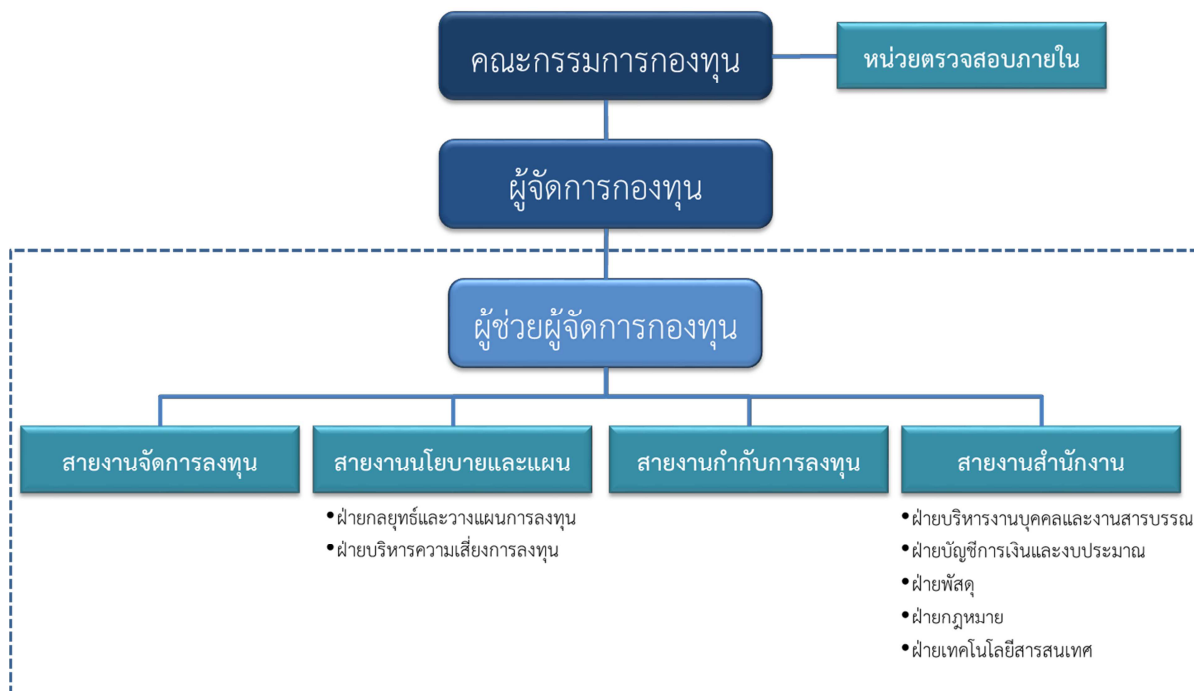 คณะกรรมการกองทุน
หน่วยตรวจสอบภายใน
ผู้จัดการกองทุน
ผู้ช่วยผู้จัดการกองทุน
สายงานจัดการลงทุน
สายงานนโยบายและแผน
•ฝ่ายกลยุทธ์และวางแผนการลงทุน
•ฝ่ายบริหารความเสี่ยงการลงทุน
สายงานกำกับการลงทุน
สายงานสำนักงาน
•ฝ่ายบริหารงานบุคคลและงานสารบรรณ
•ฝ่ายบัญชีการเงินและงบประมาณ
•ฝ่ายพัสดุ
•ฝ่ายกฎหมาย
•ฝ่ายเทคโนโลยีสารสนเทศ